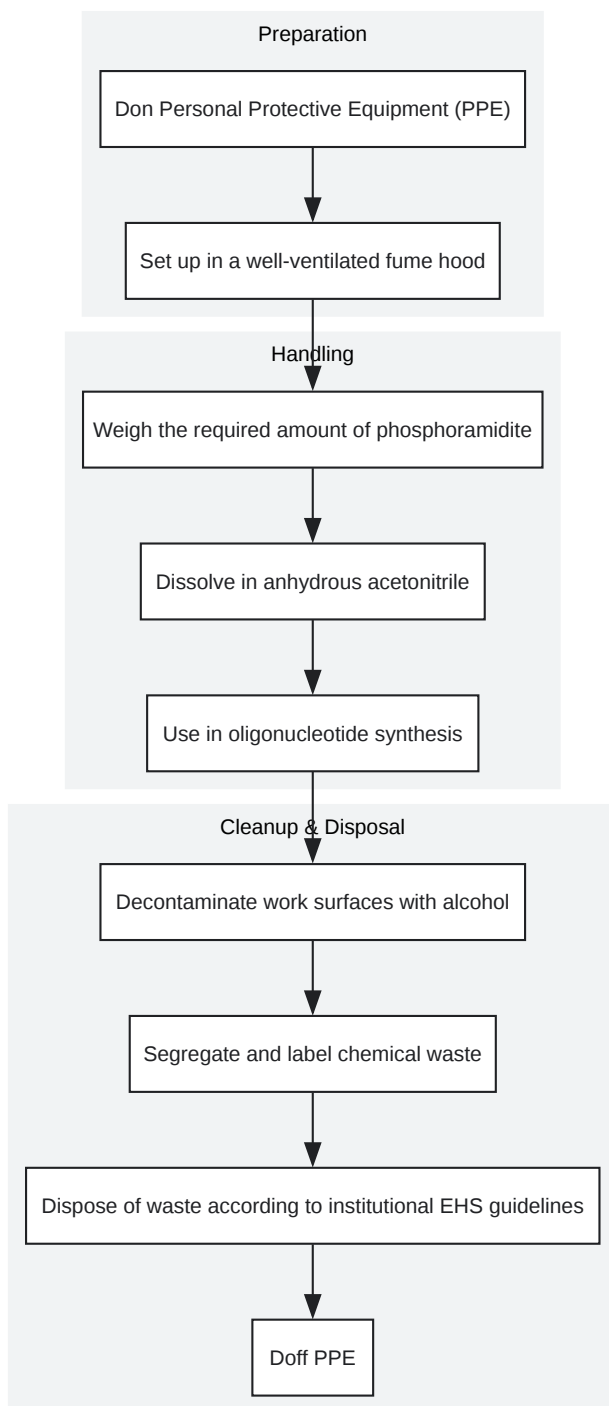 Preparation
Don Personal Protective Equipment (PPE)
Set up in a well-ventilated fume hood
Handling
Weigh the required amount of phosphoramidite
Dissolve in anhydrous acetonitrile
Use in oligonucleotide synthesis
Cleanup & Disposal
Decontaminate work surfaces with alcohol
Segregate and label chemical waste
Dispose of waste according to institutional EHS guidelines
Doff PPE